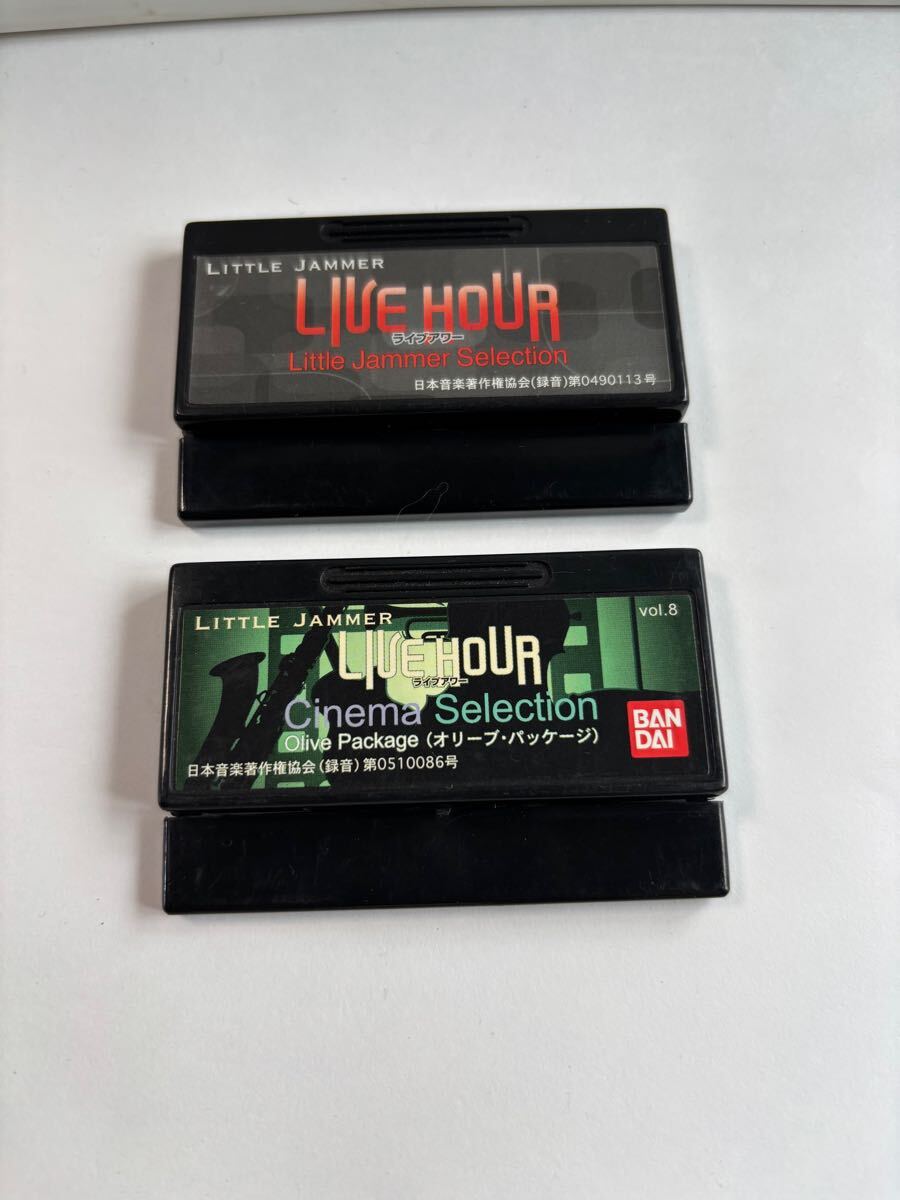 LITTLE JAMMER
LIVE HOUR
ライブアワー
Little Jammer Selection
日本音楽著作権協会(録音)第0490113号
LITTLE JAMMER
vol.8
LIVE HOUR
ライブアワー
Cinema Selection
Olive Package (オリーブ・パッケージ)
BAN
DAI
日本音楽著作権協会(録音)第0510086号